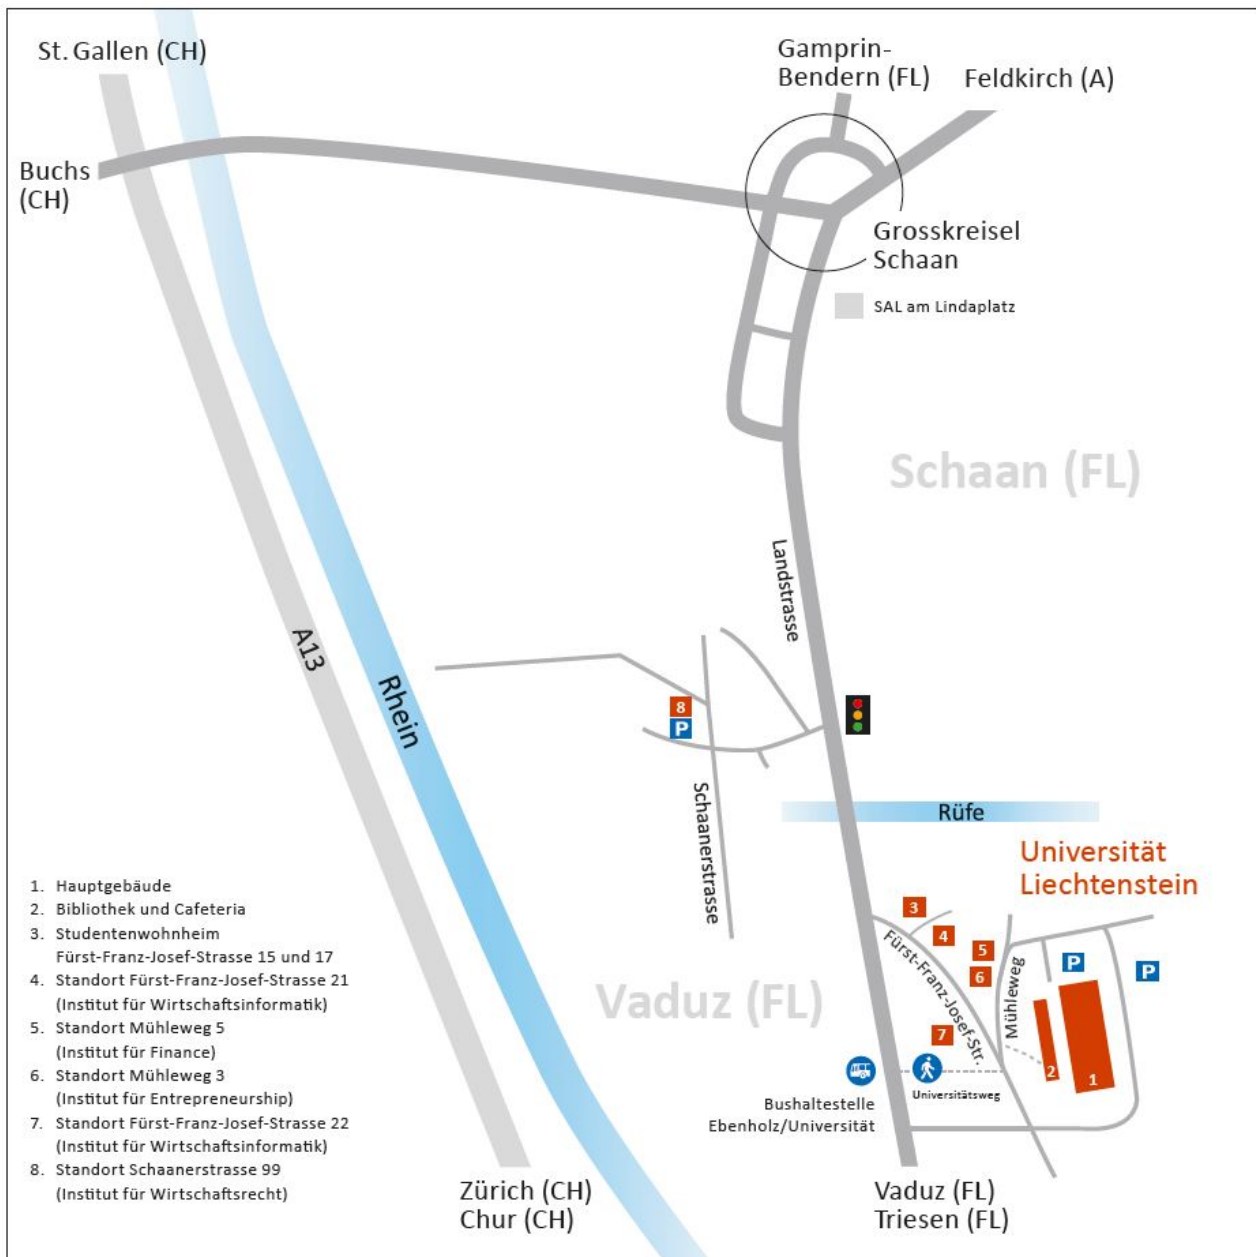 St. Gallen (CH)
Gamprin-
Bendern (FL)
Feldkirch (A)
Buchs
(CH)
Grosskreisel
Schaan
SAL am Lindaplatz
Schaan (FL)
Landstrasse
A13
Rhein
8
P
Schaanerstrasse
Rüfe
Universität
Liechtenstein
1. Hauptgebäude
2. Bibliothek und Cafeteria
3. Studentenwohnheim
Fürst-Franz-Josef-Strasse 15 und 17
4. Standort Fürst-Franz-Josef-Strasse 21
(Institut für Wirtschaftsinformatik)
5. Standort Mühleweg 5
(Institut für Finance)
6. Standort Mühleweg 3
(Institut für Entrepreneurship)
7. Standort Fürst-Franz-Josef-Strasse 22
(Institut für Wirtschaftsinformatik)
8. Standort Schaanerstrasse 99
(Institut für Wirtschaftsrecht)
Vaduz (FL)
3
4
5
6
7
Fürst-Franz-Josef-Str.
Mühleweg
P
P
2
1
Universitätsweg
Bushaltestelle
Ebenholz/Universität
Zürich (CH)
Chur (CH)
Vaduz (FL)
Triesen (FL)